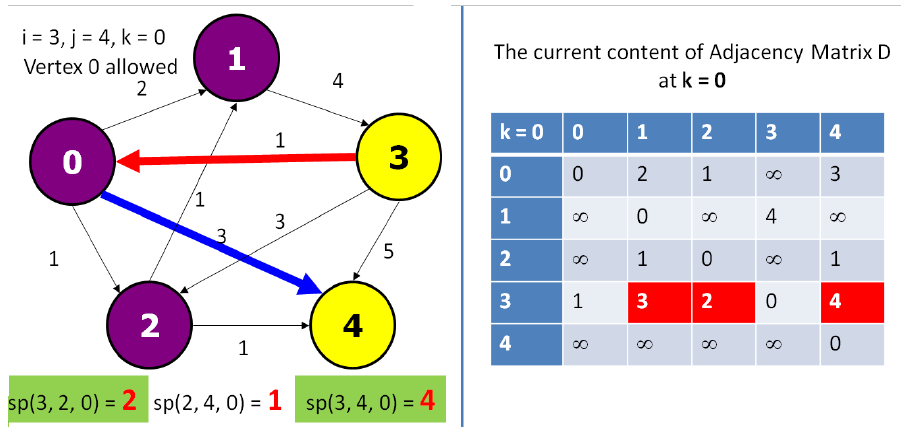 i = 3, j = 4, k = 0
Vertex 0 allowed
1
2
4
0
1
3
1
3
3
1
5
2
4
1
sp(3, 2, 0) = 2 sp(2, 4, 0) = 1 sp(3, 4, 0) = 4
The current content of Adjacency Matrix D
at k = 0
k = 0 0 1 2 3 4
0 0 2 1 ∞ 3
1 ∞ 0 ∞ 4 ∞
2 ∞ 1 0 ∞ 1
3 1 3 2 0 4
4 ∞ ∞ ∞ ∞ 0